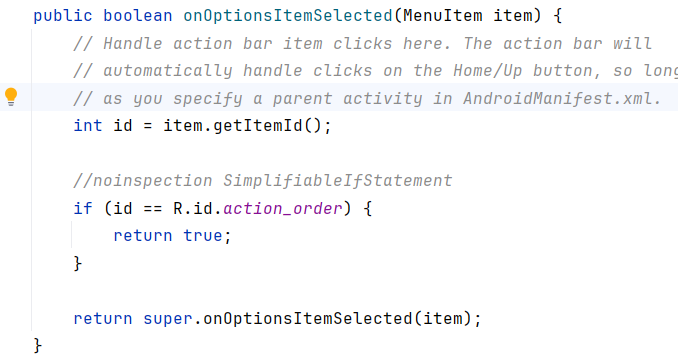 public boolean onOptionsItemSelected(MenuItem item) {
// Handle action bar item clicks here. The action bar will
// automatically handle clicks on the Home/Up button, so long
// as you specify a parent activity in AndroidManifest.xml.
int id = item.getItemId();
//noinspection SimplifiableIfStatement
if (id == R.id.action_order) {
return true;
}
return super.onOptionsItemSelected(item);
}